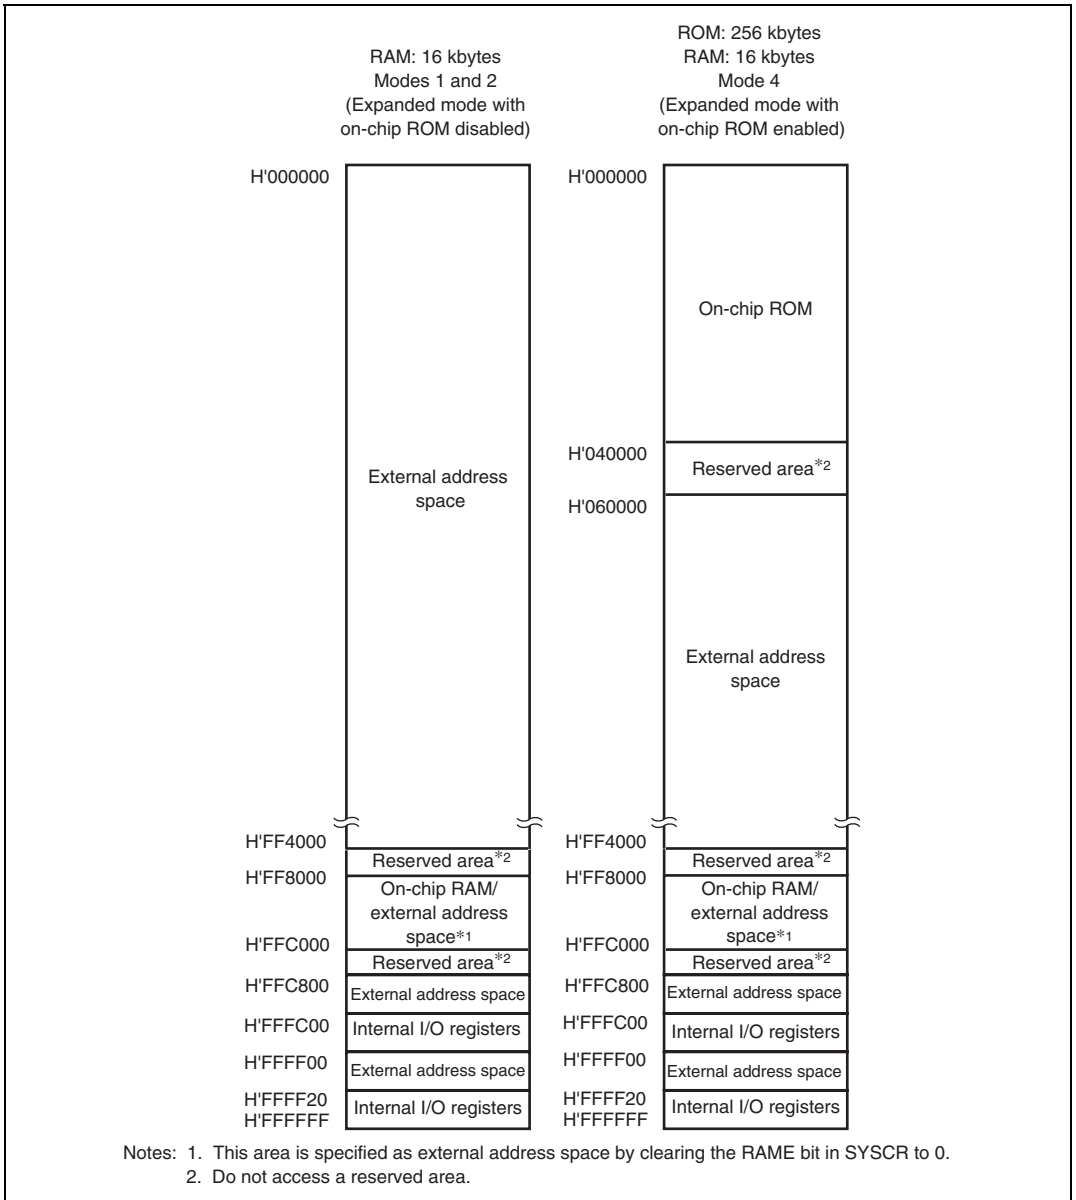 RAM: 16 kbytes
Modes 1 and 2
(Expanded mode with
on-chip ROM disabled)
H'000000
External address
space
H'FF4000
Reserved area*2
H'FF8000
On-chip RAM/
external address
space*1
H'FFC000
Reserved area*2
H'FFC800
External address space
H'FFFC00
Internal I/O registers
H'FFFF00
External address space
H'FFFF20
Internal I/O registers
H'FFFFFF
ROM: 256 kbytes
RAM: 16 kbytes
Mode 4
(Expanded mode with
on-chip ROM enabled)
H'000000
On-chip ROM
H'040000
Reserved area*2
H'060000
External address
space
H'FF4000
Reserved area*2
H'FF8000
On-chip RAM/
external address
space*1
H'FFC000
Reserved area*2
H'FFC800
External address space
H'FFFC00
Internal I/O registers
H'FFFF00
External address space
H'FFFF20
Internal I/O registers
H'FFFFFF
Notes: 1. This area is specified as external address space by clearing the RAME bit in SYSCR to 0.
2. Do not access a reserved area.